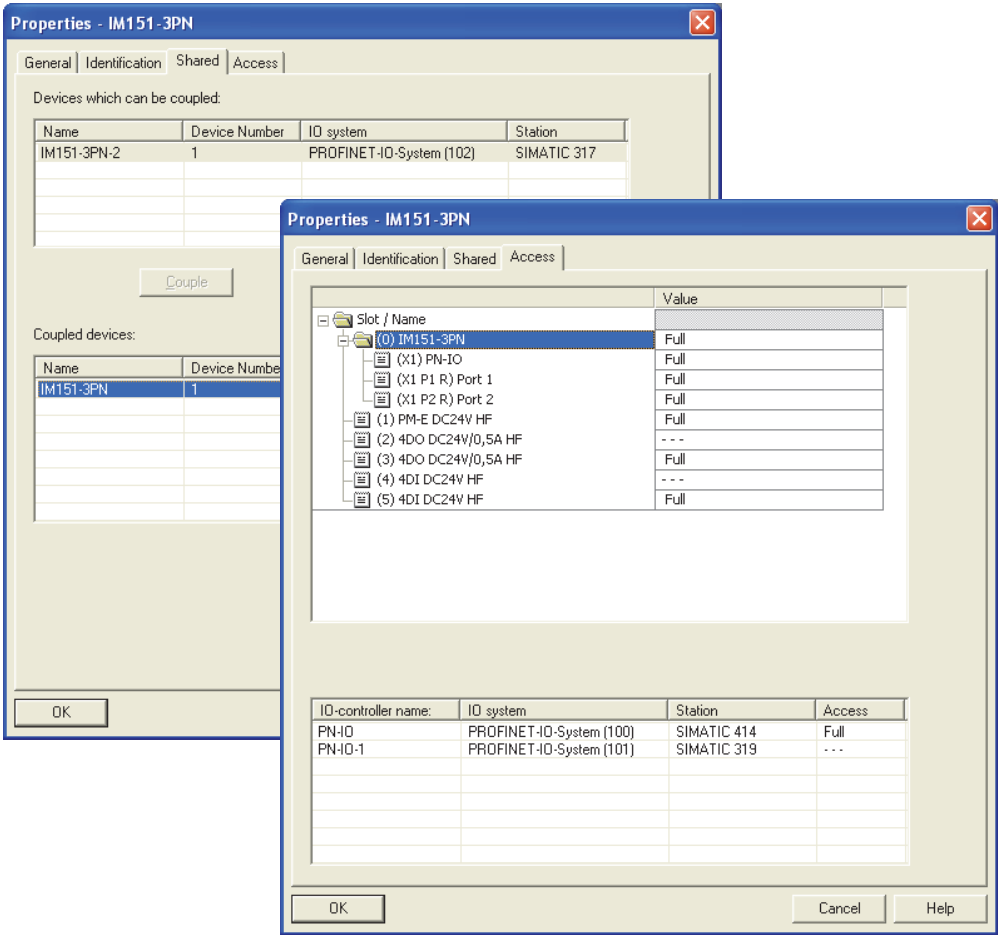 Properties - IM151-3PN
General Identification Shared Access
Devices which can be coupled:
Name Device Number IO system Station
IM151-3PN-2 1 PROFINET-IO-System (102) SIMATIC 317
Couple
Coupled devices:
Name Device Numbe
IM151-3PN 1
OK
Properties - IM151-3PN
General Identification Shared Access
Value
Slot / Name
(0) IM151-3PN Full
(X1) PN-IO Full
(X1 P1 R) Port 1 Full
(X1 P2 R) Port 2 Full
(1) PM-E DC24V HF Full
(2) 4DO DC24V/0,5A HF - - -
(3) 4DO DC24V/0,5A HF Full
(4) 4DI DC24V HF - - -
(5) 4DI DC24V HF Full
IO-controller name: IO system Station Access
PN-IO PROFINET-IO-System (100) SIMATIC 414 Full
PN-IO-1 PROFINET-IO-System (101) SIMATIC 319 - - -
OK Cancel Help